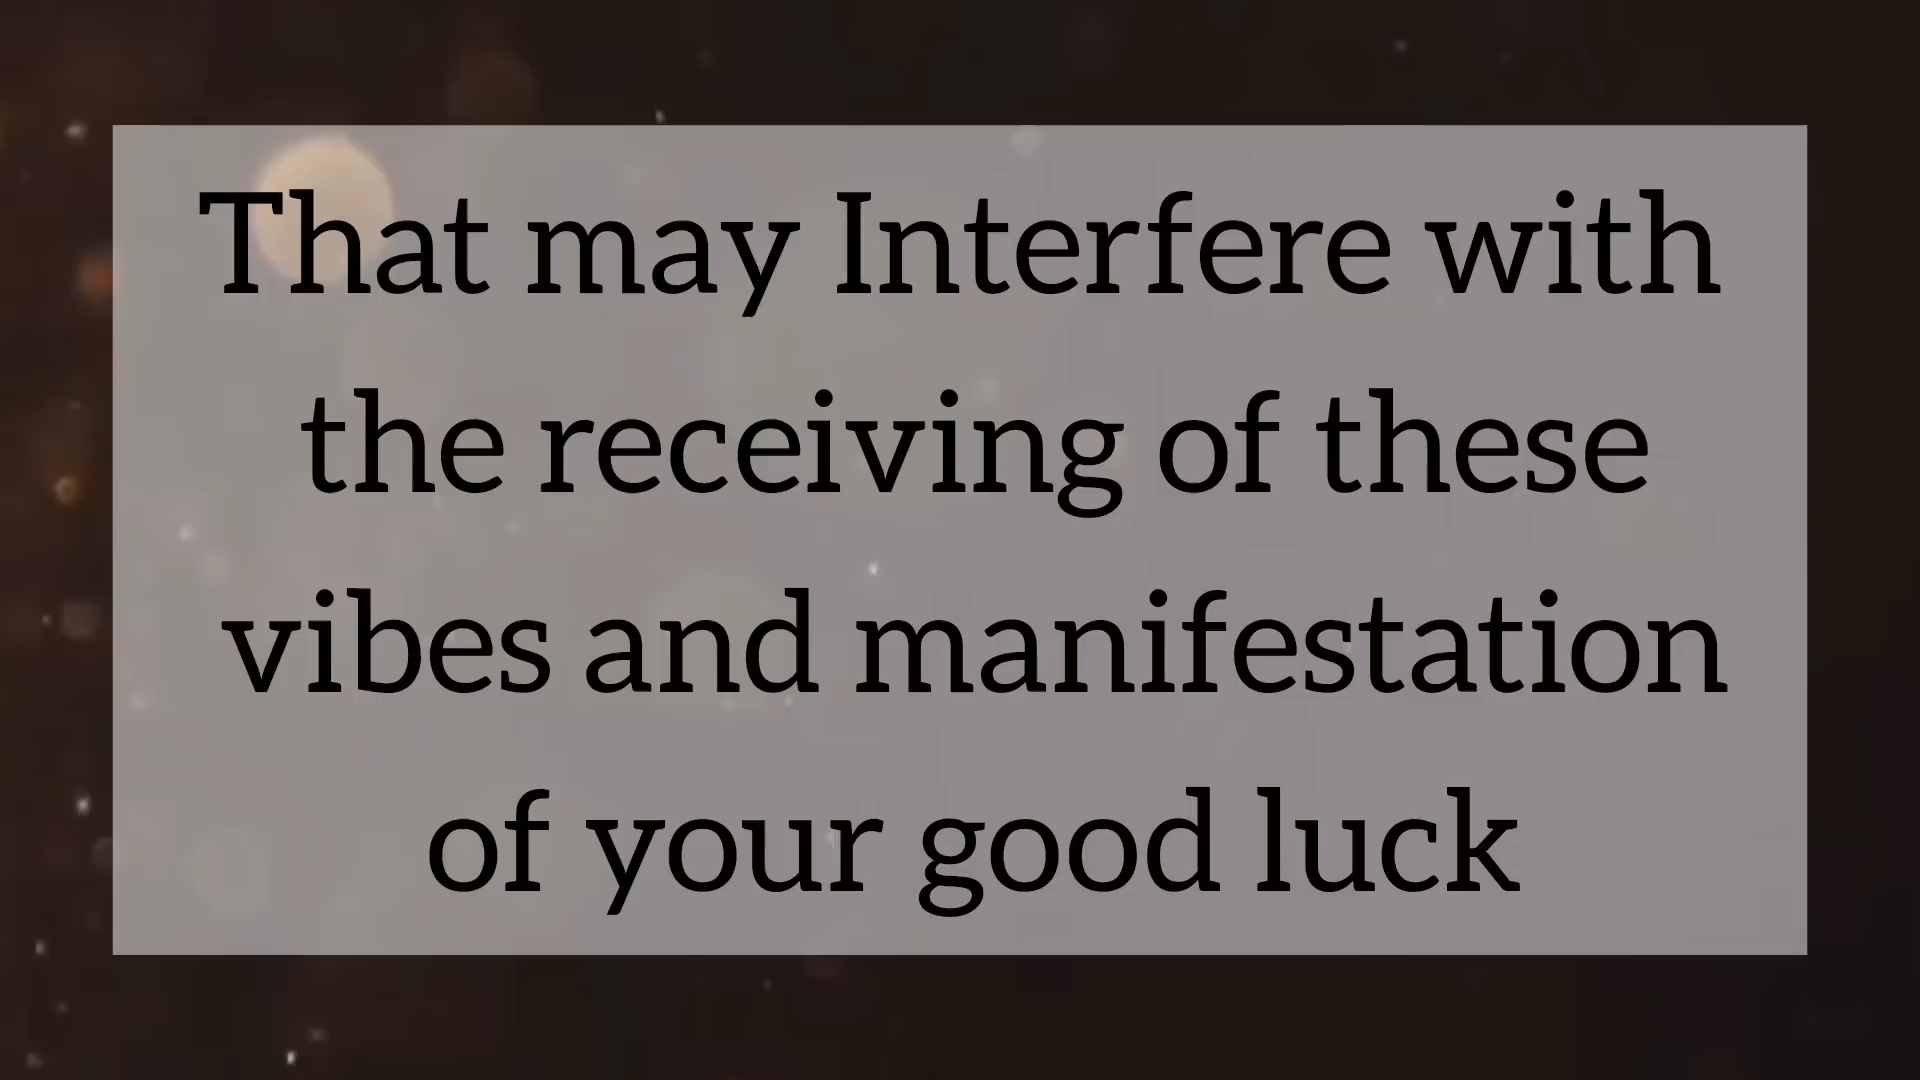 That may Interfere with
the receiving of these
vibes and manifestation
of your good luck